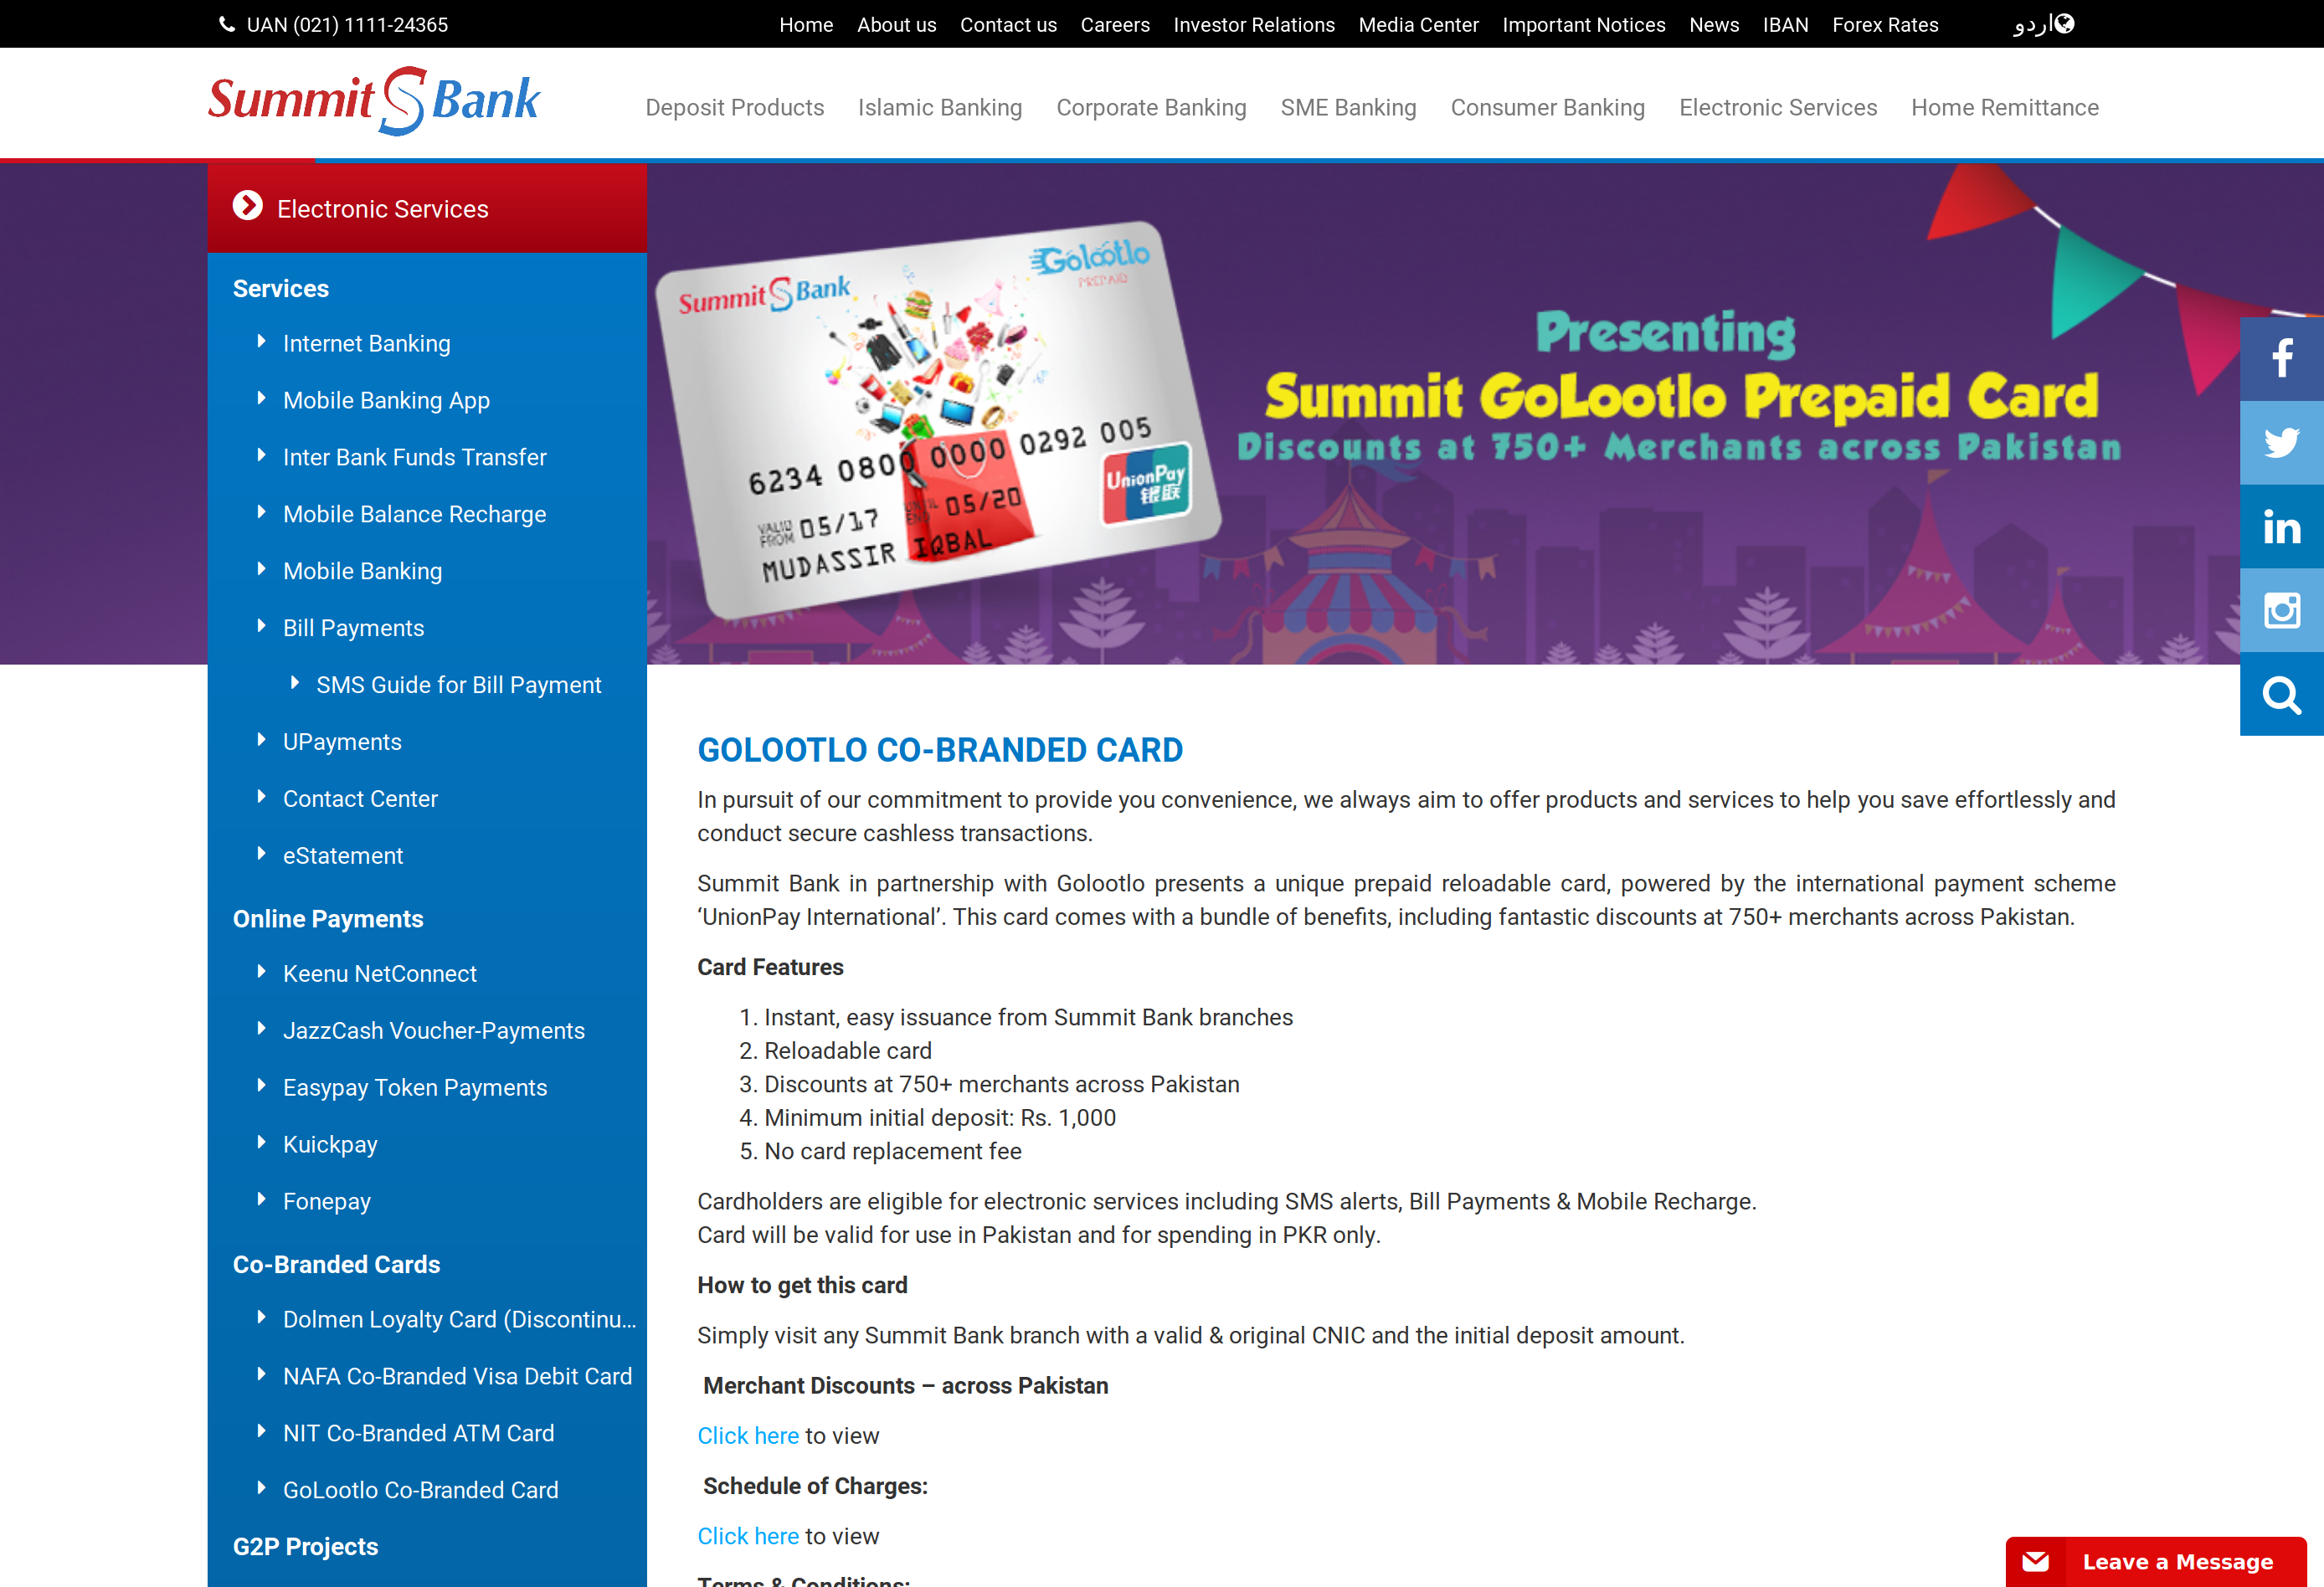 UAN (021) 1111-24365
Home About us Contact us Careers Investor Relations Media Center Important Notices News IBAN Forex Rates اردو
Summit S Bank
Deposit Products Islamic Banking Corporate Banking SME Banking Consumer Banking Electronic Services Home Remittance
Electronic Services
Services
Internet Banking
Mobile Banking App
Inter Bank Funds Transfer
Mobile Balance Recharge
Mobile Banking
Bill Payments
SMS Guide for Bill Payment
UPayments
Contact Center
eStatement
Online Payments
Keenu NetConnect
JazzCash Voucher-Payments
Easypay Token Payments
Kuickpay
Fonepay
Co-Branded Cards
Dolmen Loyalty Card (Discontinu...
NAFA Co-Branded Visa Debit Card
NIT Co-Branded ATM Card
GoLootlo Co-Branded Card
G2P Projects
Summit S Bank
Golootlo
PREPAID
6234 0800 0000 0292 005
UnionPay
银联
VALID FROM 05/17 UNTIL END 05/20
MUDASSIR IQBAL
Presenting
Summit GoLootlo Prepaid Card
Discounts at 750+ Merchants across Pakistan
GOLOOTLO CO-BRANDED CARD
In pursuit of our commitment to provide you convenience, we always aim to offer products and services to help you save effortlessly and
conduct secure cashless transactions.
Summit Bank in partnership with Golootlo presents a unique prepaid reloadable card, powered by the international payment scheme
‘UnionPay International’. This card comes with a bundle of benefits, including fantastic discounts at 750+ merchants across Pakistan.
Card Features
1. Instant, easy issuance from Summit Bank branches
2. Reloadable card
3. Discounts at 750+ merchants across Pakistan
4. Minimum initial deposit: Rs. 1,000
5. No card replacement fee
Cardholders are eligible for electronic services including SMS alerts, Bill Payments & Mobile Recharge.
Card will be valid for use in Pakistan and for spending in PKR only.
How to get this card
Simply visit any Summit Bank branch with a valid & original CNIC and the initial deposit amount.
Merchant Discounts – across Pakistan
Click here to view
Schedule of Charges:
Click here to view
Terms & Conditions:
Leave a Message